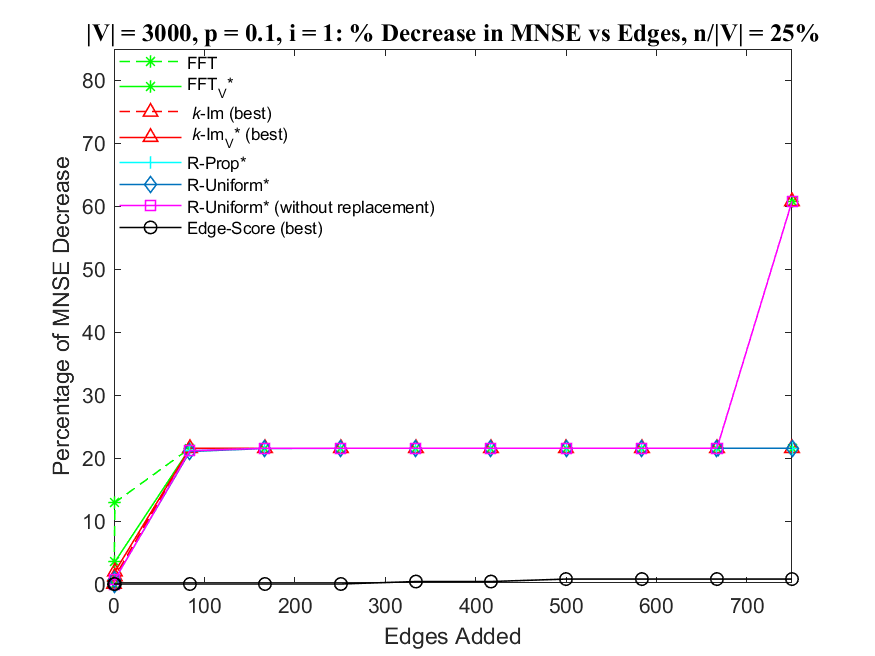 |V| = 3000, p = 0.1, i = 1: % Decrease in MNSE vs Edges, n/|V| = 25%
FFT
FFT_V*
k-Im (best)
k-Im_V* (best)
R-Prop*
R-Uniform*
R-Uniform* (without replacement)
Edge-Score (best)
Percentage of MNSE Decrease
80
70
60
50
40
30
20
10
0
0 100 200 300 400 500 600 700
Edges Added